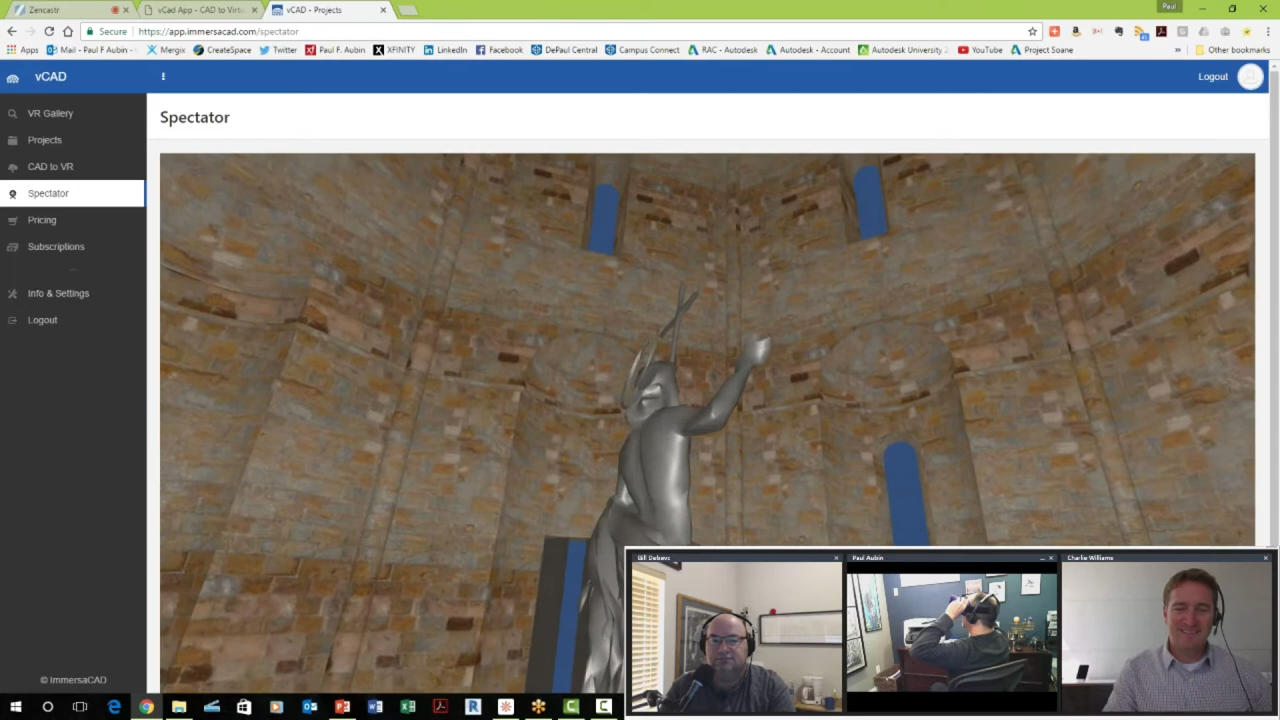 Zencastr
vCad App - CAD to Virtu
vCAD - Projects
Paul
Secure
https://app.immersacad.com/spectator
Apps
Mail - Paul F Aubin -
Mergix
CreateSpace
Twitter
Paul F. Aubin
XFINITY
LinkedIn
Facebook
DePaul Central
Campus Connect
RAC - Autodesk
Autodesk - Account
Autodesk University
YouTube
Project Soane
»
Other bookmarks
vCAD
Logout
VR Gallery
Projects
CAD to VR
Spectator
Pricing
Subscriptions
Info & Settings
Logout
© ImmersaCAD
Spectator
Bill Debevc
Paul Aubin
Charlie Williams